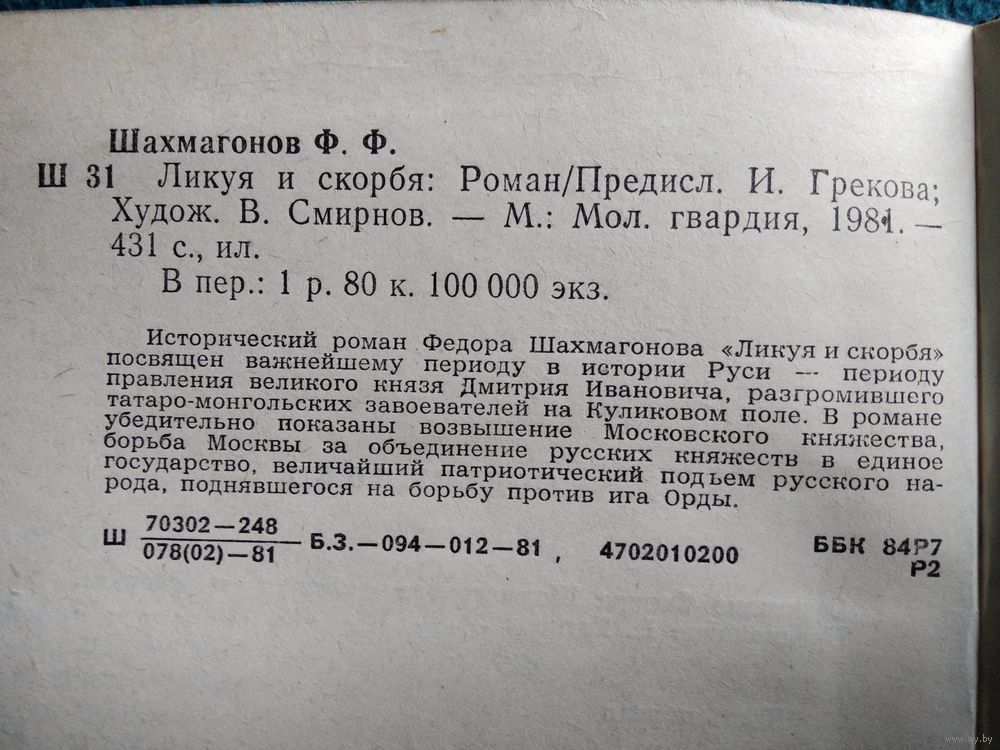 Шахмагонов Ф. Ф.
Ш 31 Ликуя и скорбя: Роман/Предисл. И. Грекова;
Худож. В. Смирнов. — М.: Мол. гвардия, 1981. —
431 с., ил.
В пер.: 1 р. 80 к. 100 000 экз.
Исторический роман Федора Шахмагонова «Ликуя и скорбя»
посвящен важнейшему периоду в истории Руси — периоду
правления великого князя Дмитрия Ивановича, разгромившего
татаро-монгольских завоевателей на Куликовом поле. В романе
убедительно показаны возвышение Московского княжества,
борьба Москвы за объединение русских княжеств в единое
государство, величайший патриотический подъем русского на-
рода, поднявшегося на борьбу против ига Орды.
Ш 70302—248
078(02)—81 Б.З.—094—012—81, 4702010200 ББК 84Р7
Р2
www.ay.by